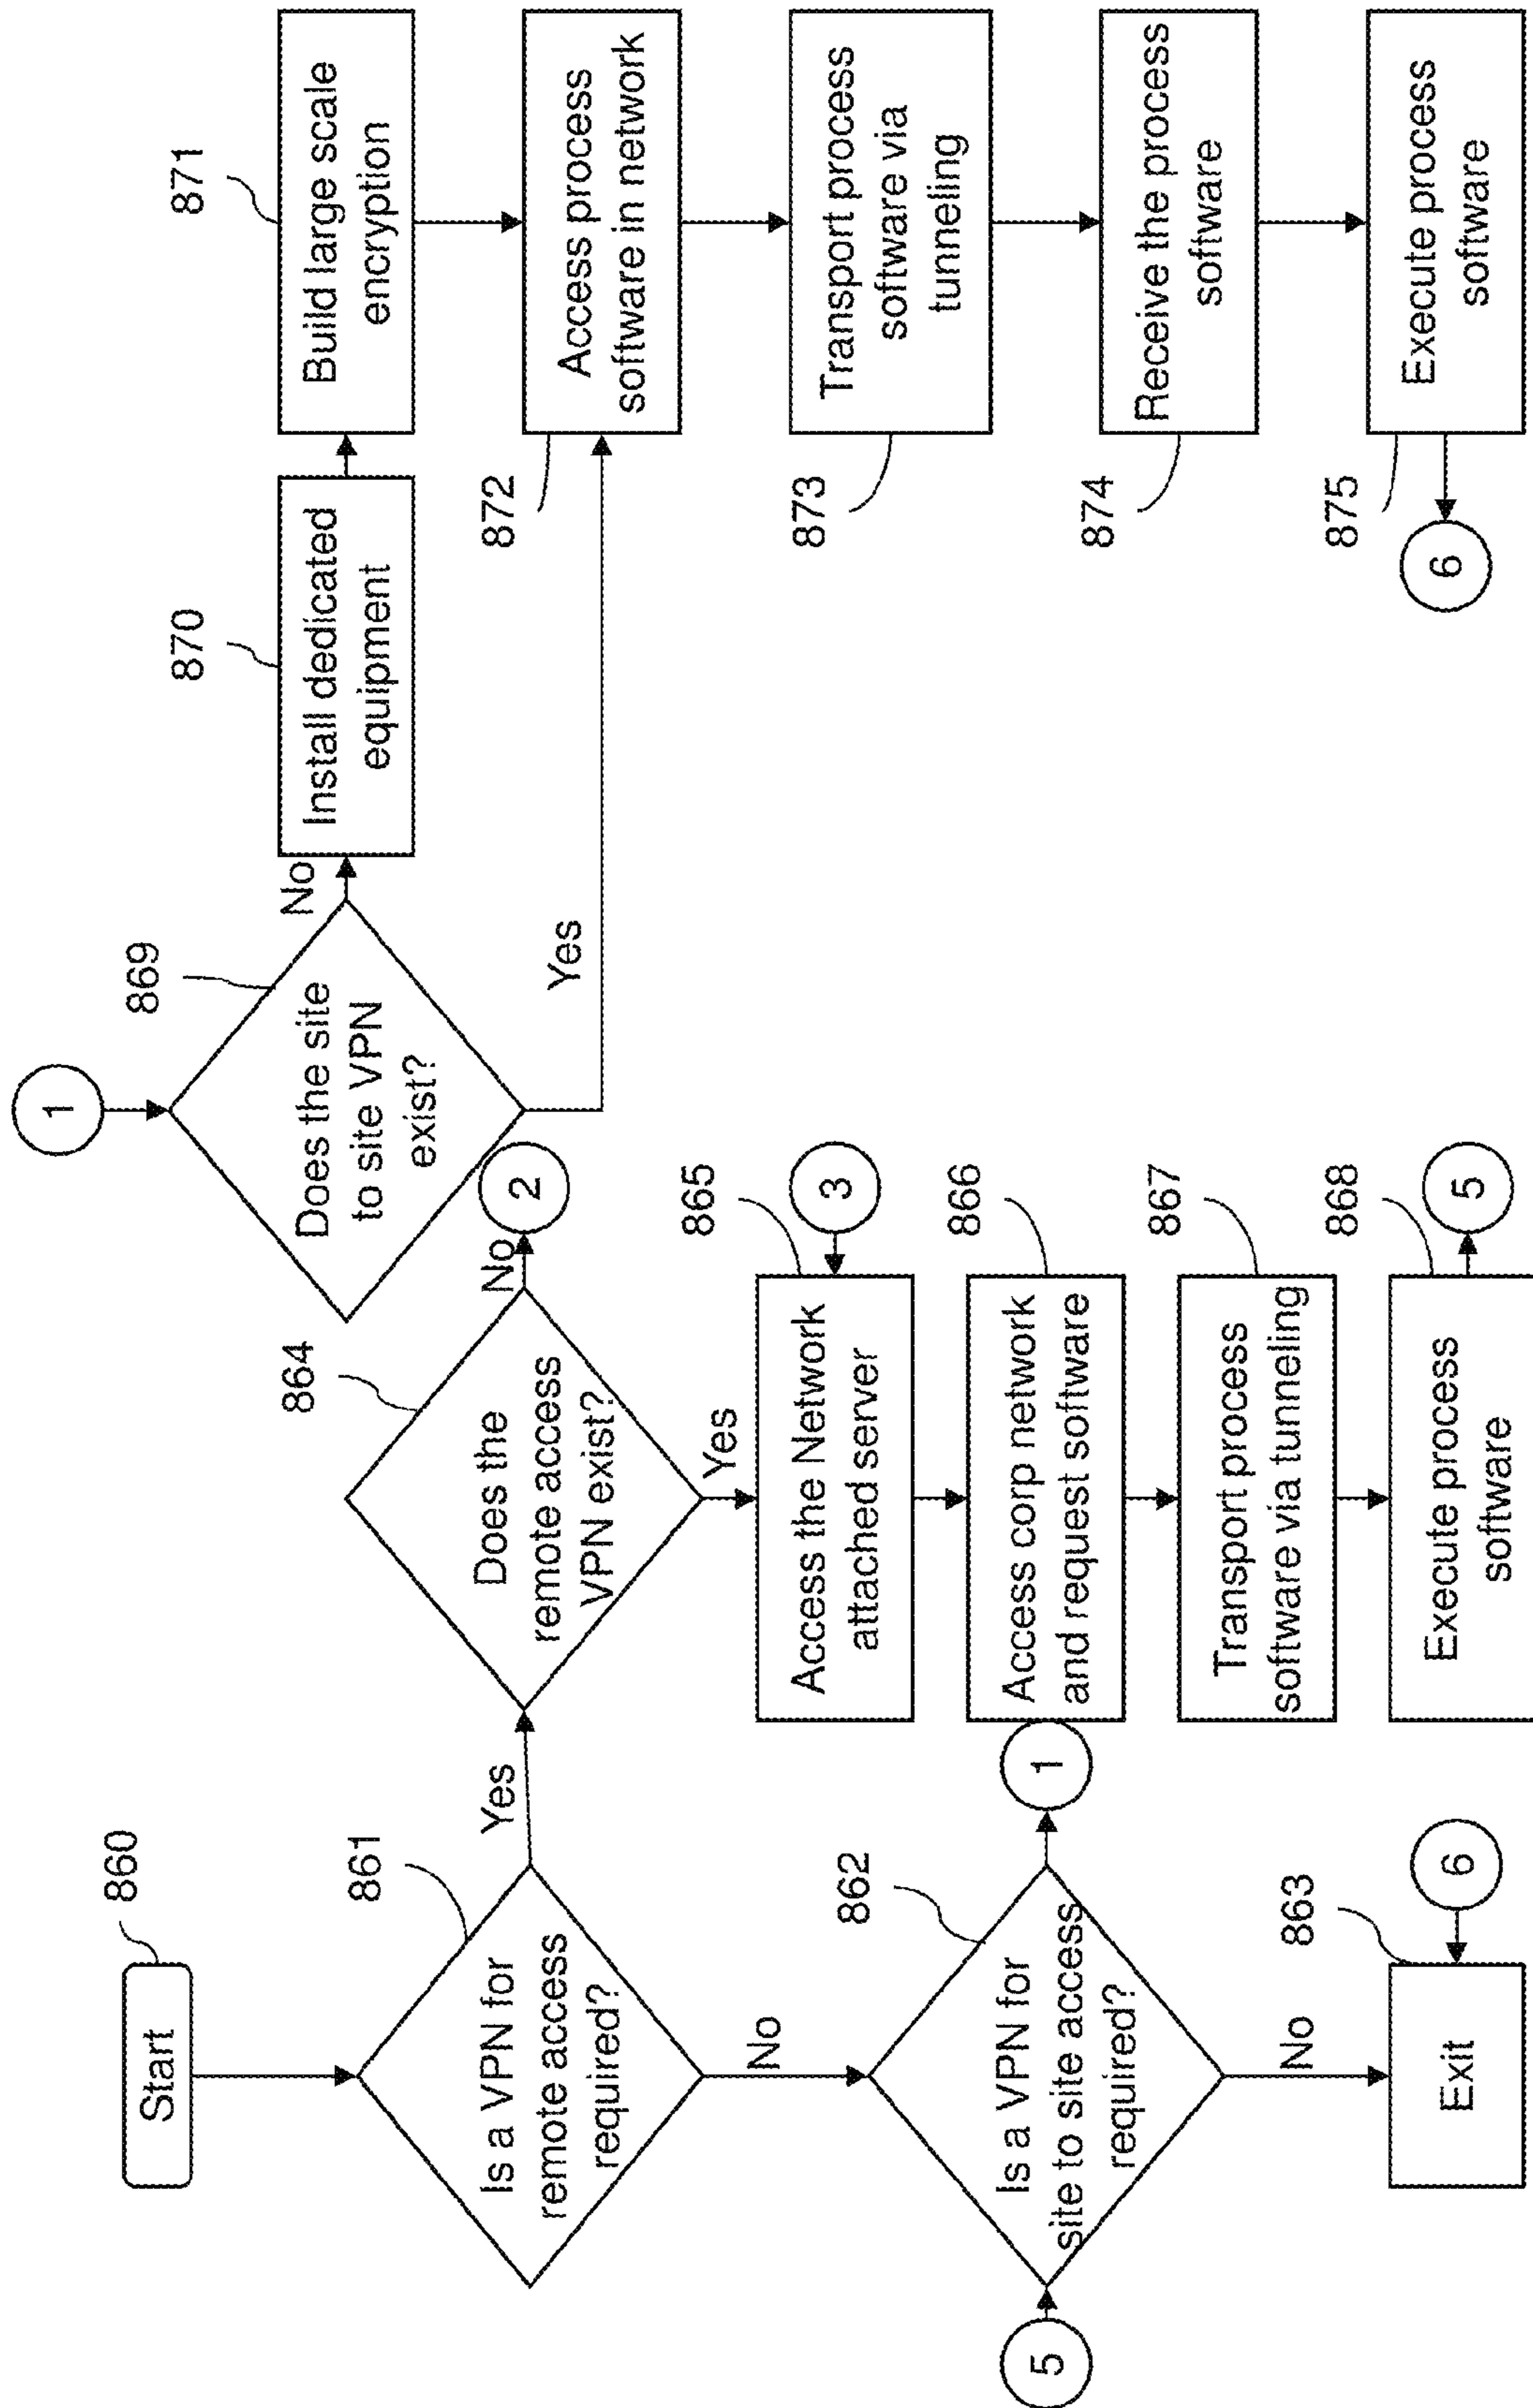 860
Start
861
Is a VPN for
remote access
required?
Yes
No
862
5
Is a VPN for
site to site access
required?
1
No
863
Exit
6
864
Does the
remote access
VPN exist?
No
2
Yes
865
Access the Network
attached server
3
866
Access corp network
and request software
867
Transport process
software via tunneling
868
Execute process
software
5
1
869
Does the site
to site VPN
exist?
No
Yes
870
Install dedicated
equipment
871
Build large scale
encryption
872
Access process
software in network
873
Transport process
software via
tunneling
874
Receive the process
software
875
Execute process
software
6